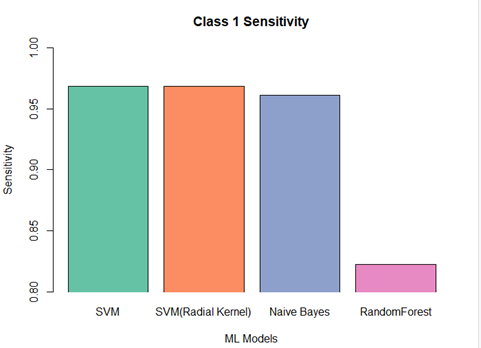 Class 1 Sensitivity
Sensitivity
1.00
0.95
0.90
0.85
0.80
SVM SVM(Radial Kernel) Naive Bayes RandomForest
ML Models